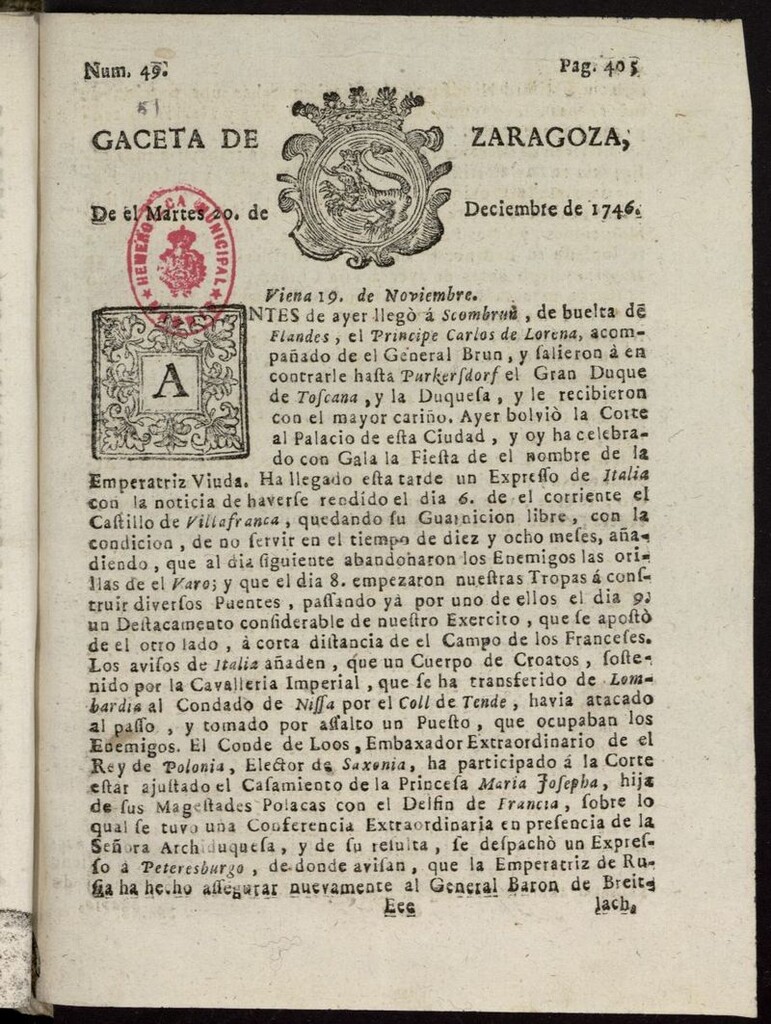 Num. 49.
Pag. 405
51
GACETA DE ZARAGOZA,
De el Martes 20. de Deciembre de 1746.
HEMEROTECA MUNICIPAL
MADRID
Viena 19. de Noviembre.
ANTES de ayer llegò á Scombrun, de buelta de
Flandes, el Principe Carlos de Lorena, acom-
pañado de el General Brun, y ſalieron á en
contrarle haſta Purkerſdorf el Gran Duque
de Toſcana, y la Duqueſa, y le recibieron
con el mayor cariño. Ayer bolviò la Corte
al Palacio de eſta Ciudad, y oy ha celebra-
do con Gala la Fieſta de el nombre de la
Emperatriz Viuda. Ha llegado eſta tarde un Expreſſo de Italia
con la noticia de haverſe rendido el dia 6. de el corriente el
Caſtillo de Villafranca, quedando ſu Guarnicion libre, con la
condicion, de no ſervir en el tiempo de diez y ocho meſes, aña-
diendo, que al dia ſiguiente abandonaron los Enemigos las ori-
llas de el Varo; y que el dia 8. empezaron nueſtras Tropas á conſ-
truir diverſos Puentes, paſſando yà por uno de ellos el dia 9.
un Deſtacamento conſiderable de nueſtro Exercito, que ſe apoſtò
de el otro lado, à corta diſtancia de el Campo de los Franceſes.
Los aviſos de Italia añaden, que un Cuerpo de Croatos, ſoſte-
nido por la Cavalleria Imperial, que ſe ha transferido de Lom-
bardia al Condado de Niſſa por el Coll de Tende, havia atacado
al paſſo, y tomado por aſſalto un Pueſto, que ocupaban los
Enemigos. El Conde de Loos, Embaxador Extraordinario de el
Rey de Polonia, Elector de Saxonia, ha participado á la Corte
eſtar ajuſtado el Caſamiento de la Princeſa Maria Joſepha, hija
de ſus Mageſtades Polacas con el Delfin de Francia, ſobre lo
qual ſe tuvo una Conferencia Extraordinaria en preſencia de la
Señora Archiduqueſa, y de ſu reſulta, ſe deſpachò un Expreſ-
ſo á Peteresburgo, de donde aviſan, que la Emperatriz de Ru-
ſia ha hecho aſſegurar nuevamente al General Baron de Breit-
Eee
lach,